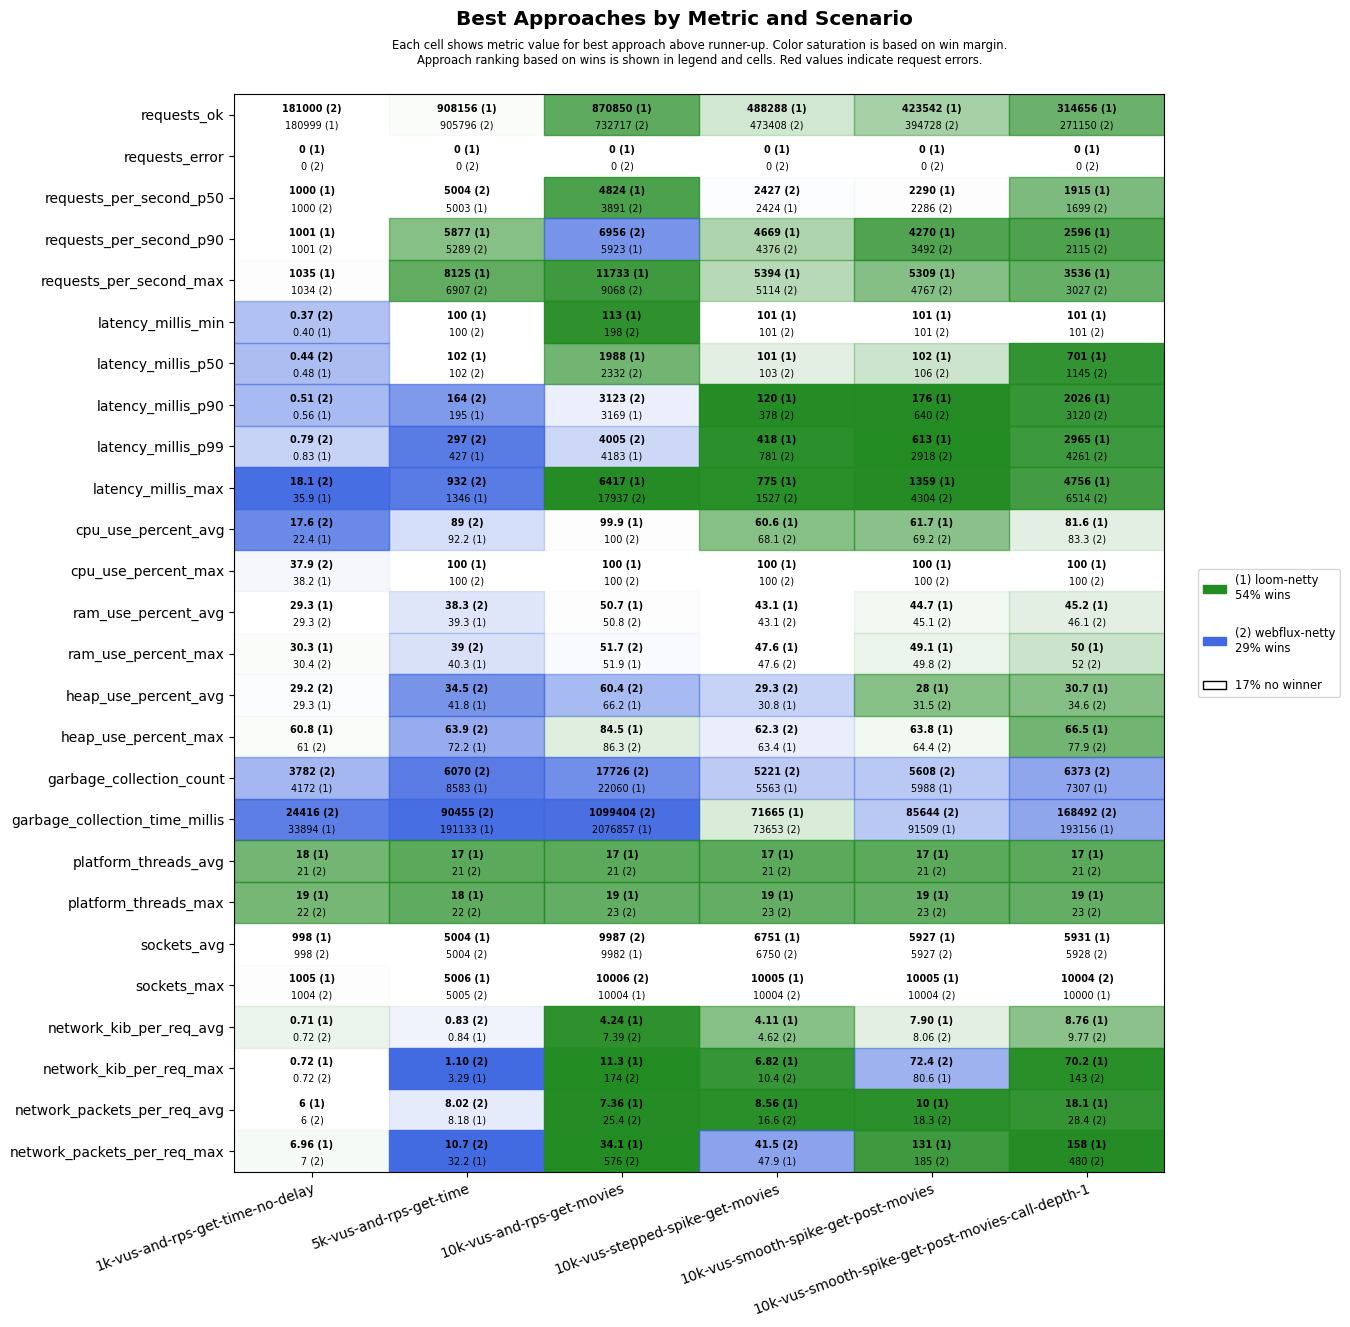 Best Approaches by Metric and Scenario
Each cell shows metric value for best approach above runner-up. Color saturation is based on win margin.
Approach ranking based on wins is shown in legend and cells. Red values indicate request errors.
requests_ok
181000 (2) 908156 (1) 870850 (1) 488288 (1) 423542 (1) 314656 (1)
180999 (1) 905796 (2) 732717 (2) 473408 (2) 394728 (2) 271150 (2)
requests_error
0 (1) 0 (1) 0 (1) 0 (1) 0 (1) 0 (1)
0 (2) 0 (2) 0 (2) 0 (2) 0 (2) 0 (2)
requests_per_second_p50
1000 (1) 5004 (2) 4824 (1) 2427 (2) 2290 (1) 1915 (1)
1000 (2) 5003 (1) 3891 (2) 2424 (1) 2286 (2) 1699 (2)
requests_per_second_p90
1001 (1) 5877 (1) 6956 (2) 4669 (1) 4270 (1) 2596 (1)
1001 (2) 5289 (2) 5923 (1) 4376 (2) 3492 (2) 2115 (2)
requests_per_second_max
1035 (1) 8125 (1) 11733 (1) 5394 (1) 5309 (1) 3536 (1)
1034 (2) 6907 (2) 9068 (2) 5114 (2) 4767 (2) 3027 (2)
latency_millis_min
0.37 (2) 100 (1) 113 (1) 101 (1) 101 (1) 101 (1)
0.40 (1) 100 (2) 198 (2) 101 (2) 101 (2) 101 (2)
latency_millis_p50
0.44 (2) 102 (1) 1988 (1) 101 (1) 102 (1) 701 (1)
0.48 (1) 102 (2) 2332 (2) 103 (2) 106 (2) 1145 (2)
latency_millis_p90
0.51 (2) 164 (2) 3123 (2) 120 (1) 176 (1) 2026 (1)
0.56 (1) 195 (1) 3169 (1) 378 (2) 640 (2) 3120 (2)
latency_millis_p99
0.79 (2) 297 (2) 4005 (2) 418 (1) 613 (1) 2965 (1)
0.83 (1) 427 (1) 4183 (1) 781 (2) 2918 (2) 4261 (2)
latency_millis_max
18.1 (2) 932 (2) 6417 (1) 775 (1) 1359 (1) 4756 (1)
35.9 (1) 1346 (1) 17937 (2) 1527 (2) 4304 (2) 6514 (2)
cpu_use_percent_avg
17.6 (2) 89 (2) 99.9 (1) 60.6 (1) 61.7 (1) 81.6 (1)
22.4 (1) 92.2 (1) 100 (2) 68.1 (2) 69.2 (2) 83.3 (2)
cpu_use_percent_max
37.9 (2) 100 (1) 100 (1) 100 (1) 100 (1) 100 (1)
38.2 (1) 100 (2) 100 (2) 100 (2) 100 (2) 100 (2)
ram_use_percent_avg
29.3 (1) 38.3 (2) 50.7 (1) 43.1 (1) 44.7 (1) 45.2 (1)
29.3 (2) 39.3 (1) 50.8 (2) 43.1 (2) 45.1 (2) 46.1 (2)
ram_use_percent_max
30.3 (1) 39 (2) 51.7 (2) 47.6 (1) 49.1 (1) 50 (1)
30.4 (2) 40.3 (1) 51.9 (1) 47.6 (2) 49.8 (2) 52 (2)
heap_use_percent_avg
29.2 (2) 34.5 (2) 60.4 (2) 29.3 (2) 28 (1) 30.7 (1)
29.3 (1) 41.8 (1) 66.2 (1) 30.8 (1) 31.5 (2) 34.6 (2)
heap_use_percent_max
60.8 (1) 63.9 (2) 84.5 (1) 62.3 (2) 63.8 (1) 66.5 (1)
61 (2) 72.2 (1) 86.3 (2) 63.4 (1) 64.4 (2) 77.9 (2)
garbage_collection_count
3782 (2) 6070 (2) 17726 (2) 5221 (2) 5608 (2) 6373 (2)
4172 (1) 8583 (1) 22060 (1) 5563 (1) 5988 (1) 7307 (1)
garbage_collection_time_millis
24416 (2) 90455 (2) 1099404 (2) 71665 (1) 85644 (2) 168492 (2)
33894 (1) 191133 (1) 2076857 (1) 73653 (2) 91509 (1) 193156 (1)
platform_threads_avg
18 (1) 17 (1) 17 (1) 17 (1) 17 (1) 17 (1)
21 (2) 21 (2) 21 (2) 21 (2) 21 (2) 21 (2)
platform_threads_max
19 (1) 18 (1) 19 (1) 19 (1) 19 (1) 19 (1)
22 (2) 22 (2) 23 (2) 23 (2) 23 (2) 23 (2)
sockets_avg
998 (1) 5004 (1) 9987 (2) 6751 (1) 5927 (1) 5931 (1)
998 (2) 5004 (2) 9982 (1) 6750 (2) 5927 (2) 5928 (2)
sockets_max
1005 (1) 5006 (1) 10006 (2) 10005 (1) 10005 (1) 10004 (2)
1004 (2) 5005 (2) 10004 (1) 10004 (2) 10004 (2) 10000 (1)
network_kib_per_req_avg
0.71 (1) 0.83 (2) 4.24 (1) 4.11 (1) 7.90 (1) 8.76 (1)
0.72 (2) 0.84 (1) 7.39 (2) 4.62 (2) 8.06 (2) 9.77 (2)
network_kib_per_req_max
0.72 (1) 1.10 (2) 11.3 (1) 6.82 (1) 72.4 (2) 70.2 (1)
0.72 (2) 3.29 (1) 174 (2) 10.4 (2) 80.6 (1) 143 (2)
network_packets_per_req_avg
6 (1) 8.02 (2) 7.36 (1) 8.56 (1) 10 (1) 18.1 (1)
6 (2) 8.18 (1) 25.4 (2) 16.6 (2) 18.3 (2) 28.4 (2)
network_packets_per_req_max
6.96 (1) 10.7 (2) 34.1 (1) 41.5 (2) 131 (1) 158 (1)
7 (2) 32.2 (1) 576 (2) 47.9 (1) 185 (2) 480 (2)
1k-vus-and-rps-get-time-no-delay
5k-vus-and-rps-get-time
10k-vus-and-rps-get-movies
10k-vus-stepped-spike-get-movies
10k-vus-smooth-spike-get-post-movies
10k-vus-smooth-spike-get-post-movies-call-depth-1
(1) loom-netty
54% wins
(2) webflux-netty
29% wins
17% no winner